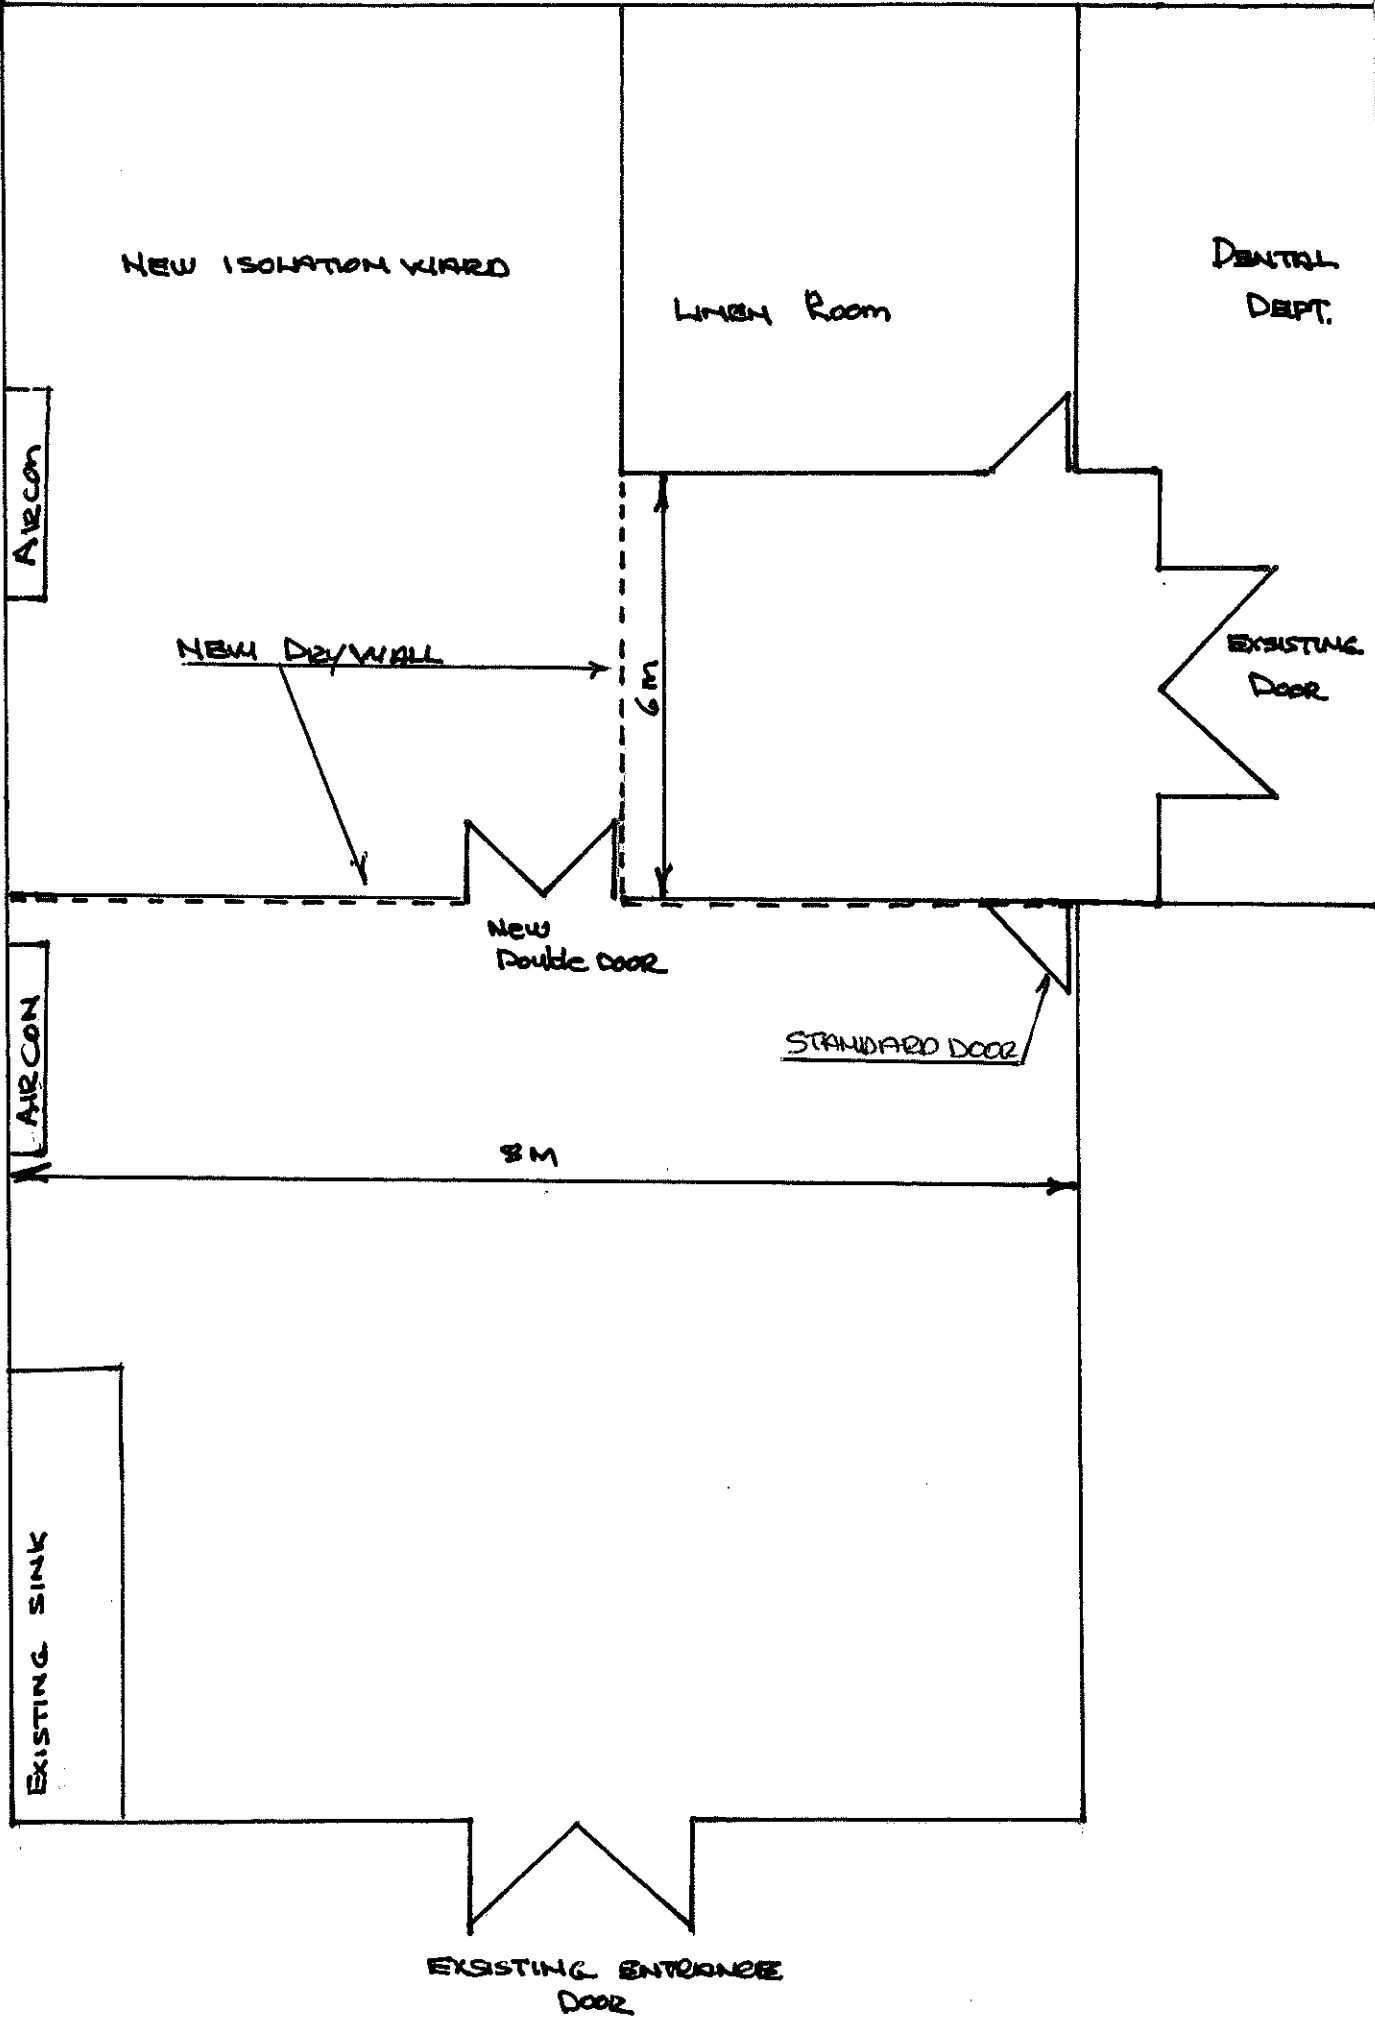 NEW ISOLATION WARD
LINEN Room
DENTAL
DEPT.
AIRCON
NEW DRYWALL
6m
EXSISTING
DOOR
New
Double DOOR
AIRCON
STANDARD DOOR
8M
EXISTING SINK
EXSISTING ENTRANCE
DOOR